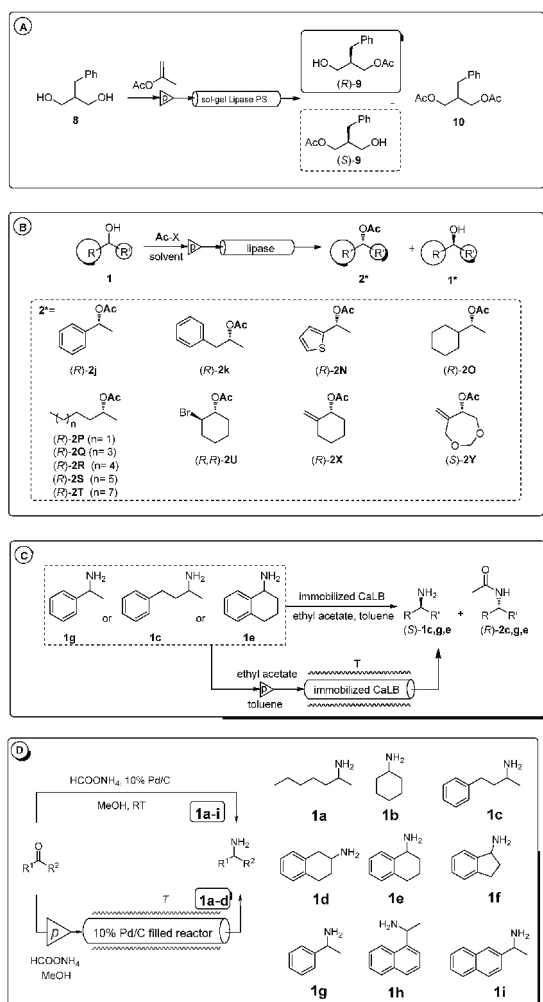 A
Ph
HO OH
8
AcO
p
sol-gel Lipase PS
Ph
HO OAc
(R)-9
Ph
AcO OH
(S)-9
Ph
AcO OAc
10
B
OH
R R'
1
Ac-X
solvent
p
lipase
OAc
R R'
2*
+
OH
R R'
1*
2*=
OAc
(R)-2j
OAc
(R)-2k
OAc
S
(R)-2N
OAc
(R)-2O
OAc
n
(R)-2P (n= 1)
(R)-2Q (n= 3)
(R)-2R (n= 4)
(R)-2S (n= 5)
(R)-2T (n= 7)
OAc
Br
(R,R)-2U
OAc
(R)-2X
OAc
O O
(S)-2Y
C
NH2
1g
or
NH2
1c
or
NH2
1e
immobilized CaLB
ethyl acetate, toluene
NH2
R R'
(S)-1c,g,e
+
O
NH
R R'
(R)-2c,g,e
ethyl acetate
p
toluene
T
immobilized CaLB
D
HCOONH4, 10% Pd/C
MeOH, RT
1a-i
O
R1 R2
NH2
R1 R2
T
1a-d
p
10% Pd/C filled reactor
HCOONH4
MeOH
NH2
1a
NH2
1b
NH2
1c
NH2
1d
NH2
1e
NH2
1f
NH2
1g
H2N
1h
NH2
1i